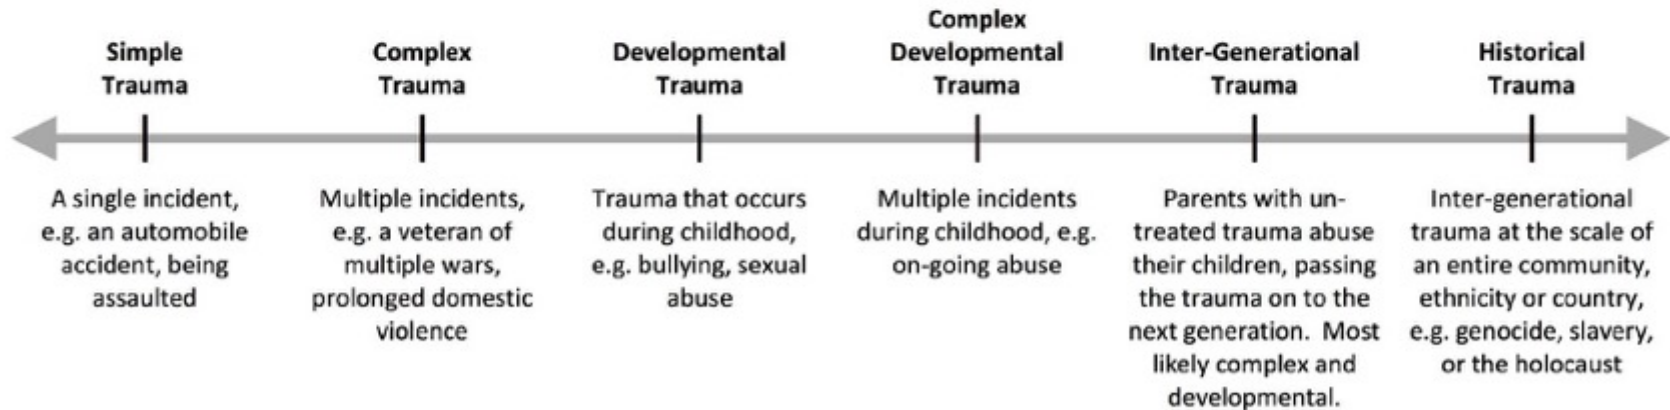 Simple
Trauma
A single incident,
e.g. an automobile
accident, being
assaulted
Complex
Trauma
Multiple incidents,
e.g. a veteran of
multiple wars,
prolonged domestic
violence
Developmental
Trauma
Trauma that occurs
during childhood,
e.g. bullying, sexual
abuse
Complex
Developmental
Trauma
Multiple incidents
during childhood, e.g.
on-going abuse
Inter-Generational
Trauma
Parents with un-
treated trauma abuse
their children, passing
the trauma on to the
next generation.  Most
likely complex and
developmental.
Historical
Trauma
Inter-generational
trauma at the scale of
an entire community,
ethnicity or country,
e.g. genocide, slavery,
or the holocaust